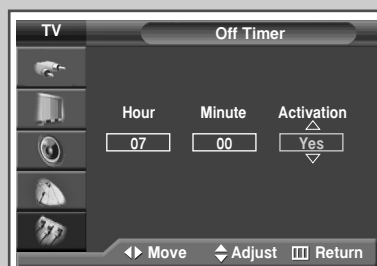 TV Off Timer
Hour Minute Activation
07 00 Yes
Move Adjust Return